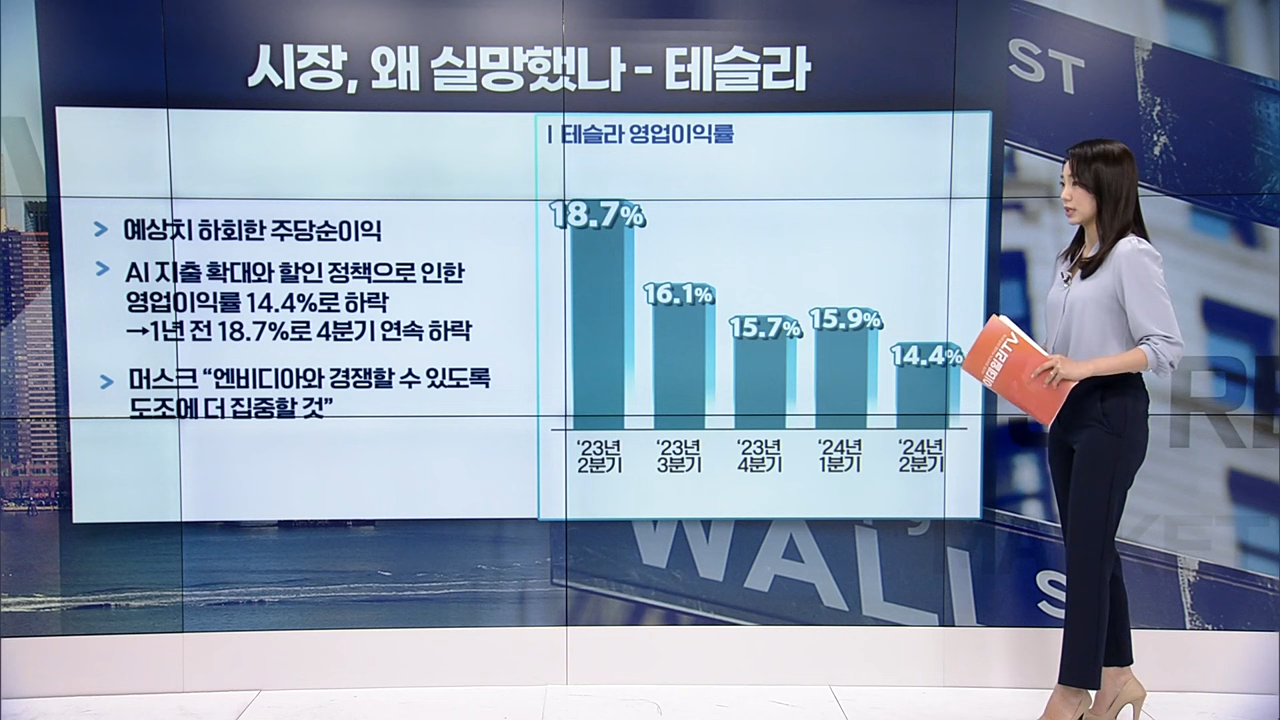 시장, 왜 실망했나 - 테슬라
ST
예상치 하회한 주당순이익
AI 지출 확대와 할인 정책으로 인한
영업이익률 14.4%로 하락
→1년 전 18.7%로 4분기 연속 하락
머스크 “엔비디아와 경쟁할 수 있도록
도조에 더 집중할 것”
테슬라 영업이익률
18.7%
16.1%
15.7%
15.9%
14.4%
‘23년 2분기
‘23년 3분기
‘23년 4분기
‘24년 1분기
‘24년 2분기
이데일리TV
WALL